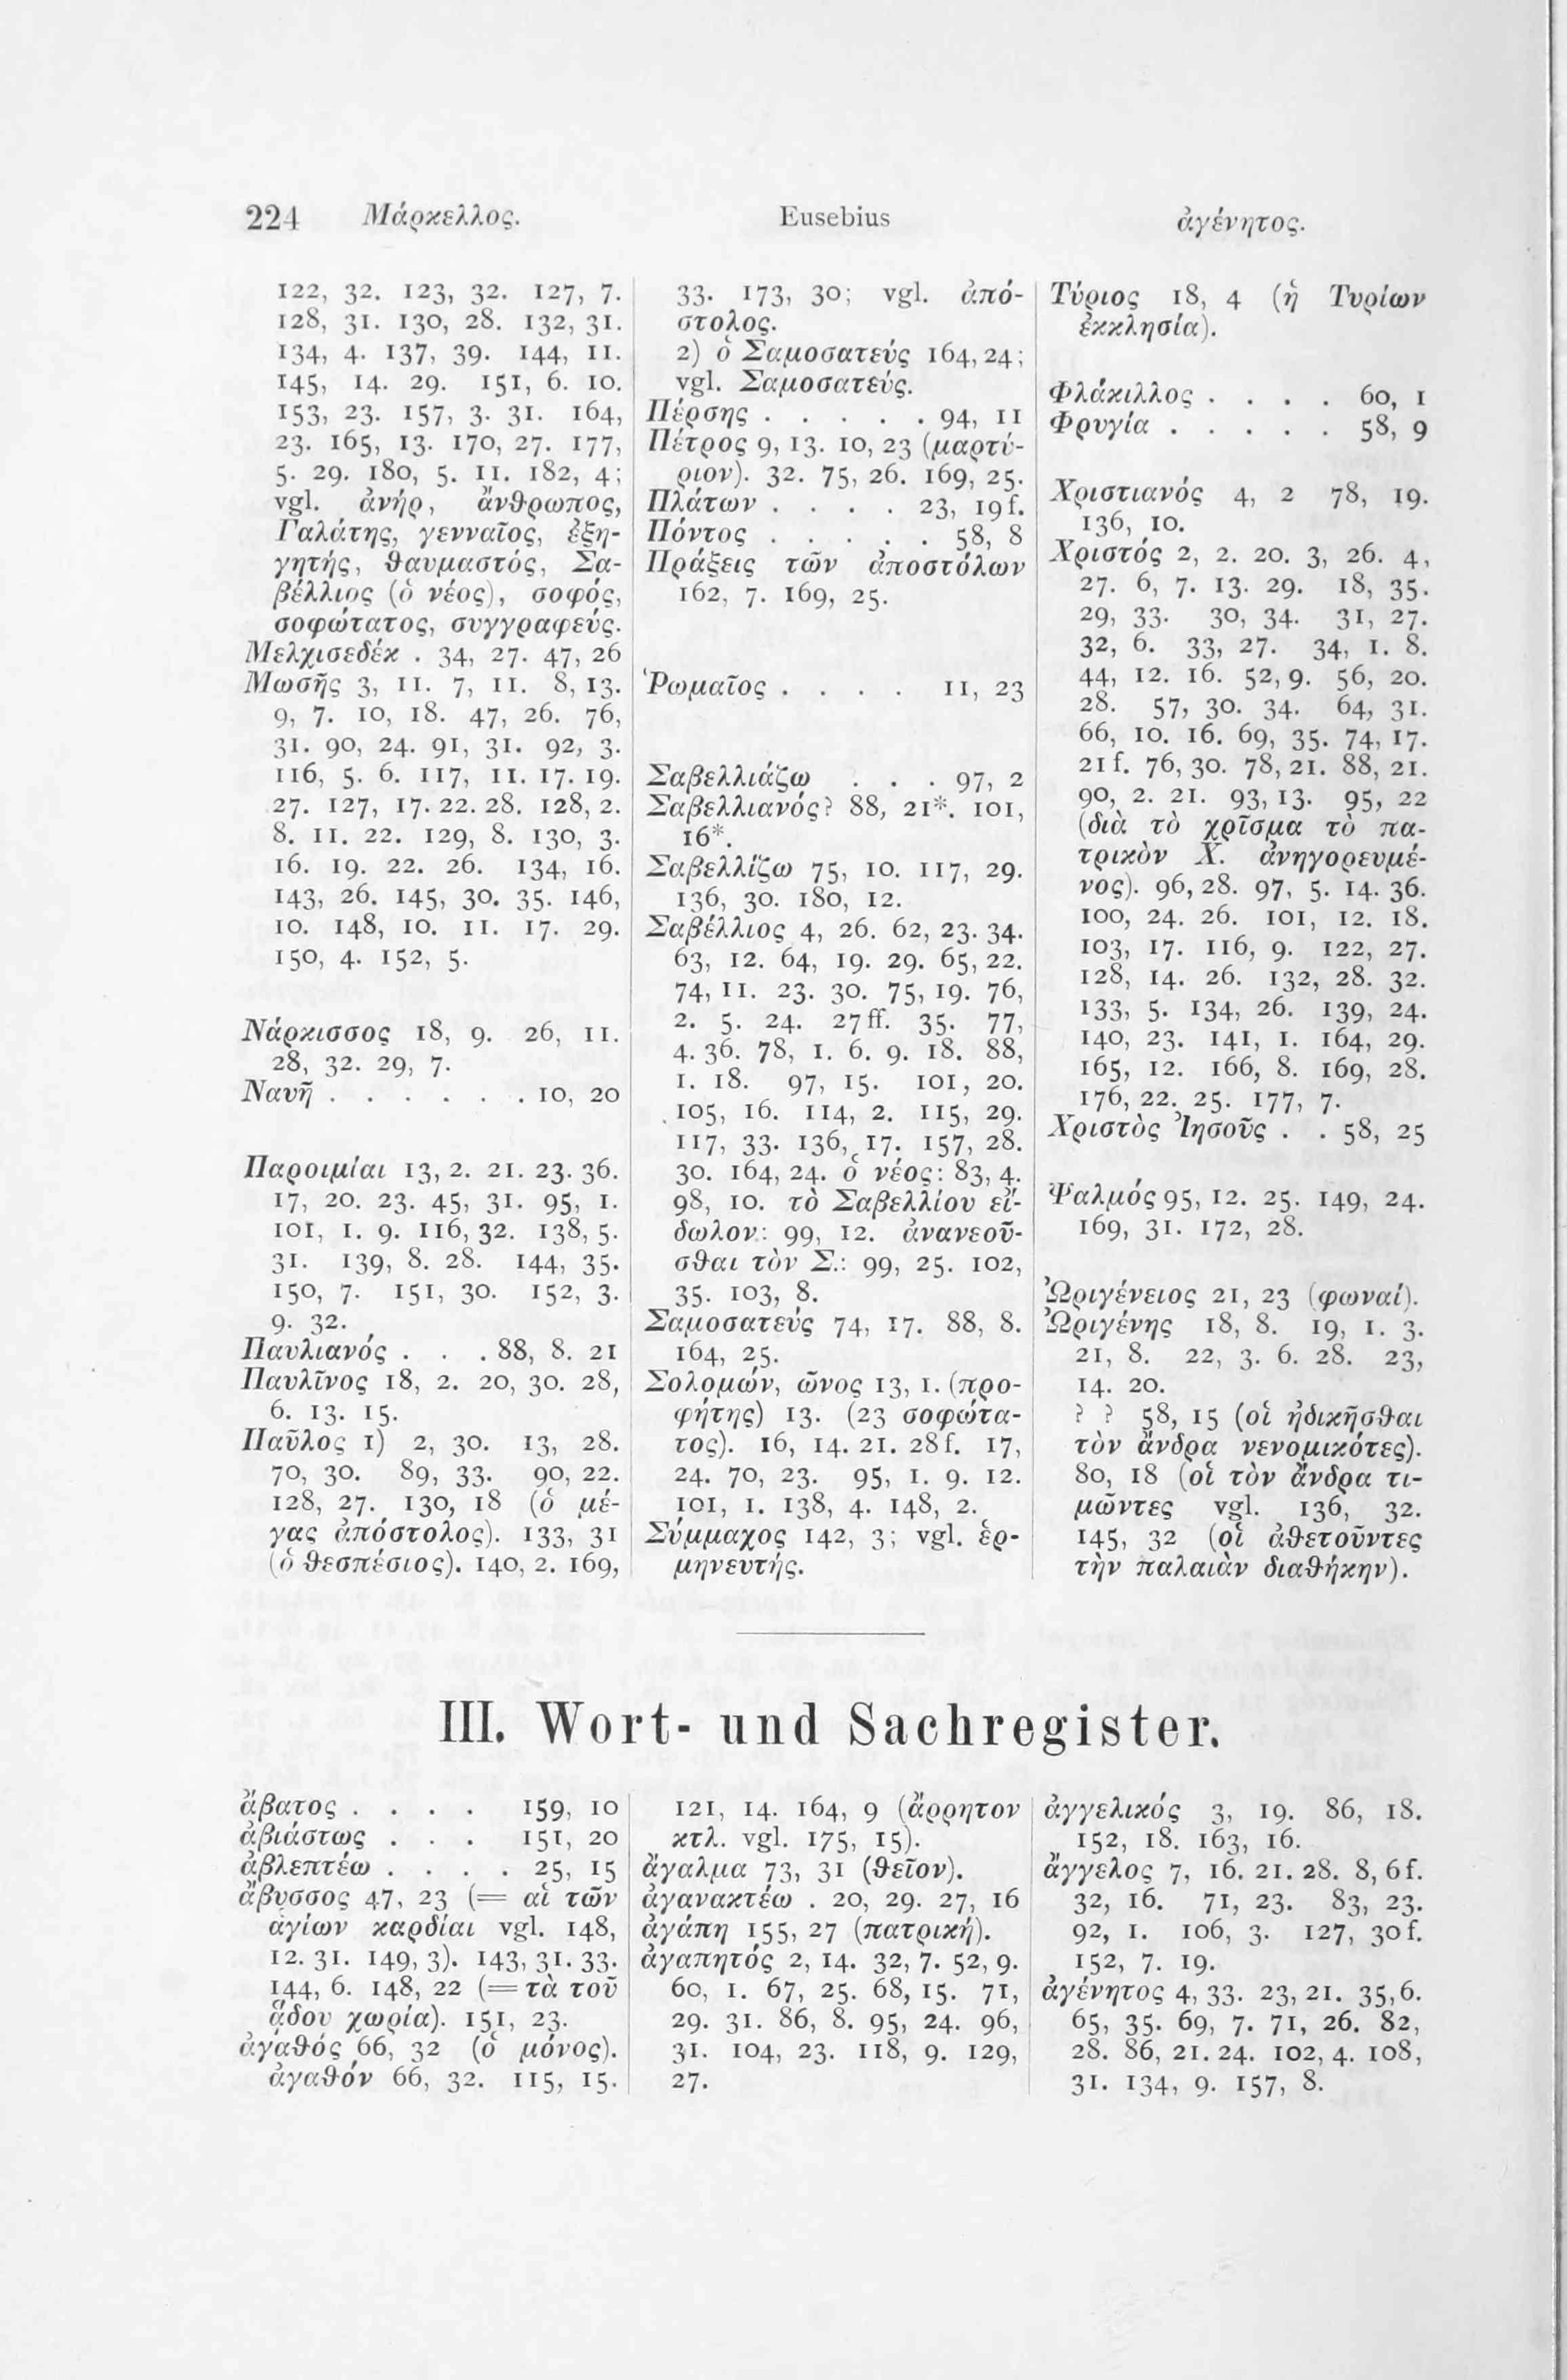 224 Μάρκελλος. Eusebius ἀγένητος.
122, 32. 123, 32. 127, 7.
128, 31. 130, 28. 132, 31.
134, 4. 137, 39. 144, 11.
145, 14. 29. 151, 6. 10.
153, 23. 157, 3. 31. 164,
23. 165, 13. 170, 27. 177,
5. 29. 180, 5. 11. 182, 4;
vgl. ἀνήρ, ἄνθρωπος,
Γαλάτης, γενναῖος, ἐξη-
γητής, θαυμαστός, Σα-
βέλλιος (ὁ νέος), σοφός,
σοφώτατος, συγγραφεύς.
Μελχισεδέκ . 34, 27. 47, 26
Μωσῆς 3, 11. 7, 11. 8, 13.
9, 7. 10, 18. 47, 26. 76,
31. 90, 24. 91, 31. 92, 3.
116, 5. 6. 117, 11. 17. 19.
27. 127, 17. 22. 28. 128, 2.
8. 11. 22. 129, 8. 130, 3.
16. 19. 22. 26. 134, 16.
143, 26. 145, 30. 35. 146,
10. 148, 10. 11. 17. 29.
150, 4. 152, 5.
Νάρκισσος 18, 9. 26, 11.
28, 32. 29, 7.
Ναυῆ . . . . . . 10, 20
Παροιμίαι 13, 2. 21. 23. 36.
17, 20. 23. 45, 31. 95, 1.
101, 1. 9. 116, 32. 138, 5.
31. 139, 8. 28. 144, 35.
150, 7. 151, 30. 152, 3.
9. 32.
Παυλιανός . . . 88, 8. 21
Παυλῖνος 18, 2. 20, 30. 28,
6. 13. 15.
Παῦλος 1) 2, 30. 13, 28.
70, 30. 89, 33. 90, 22.
128, 27. 130, 18 (ὁ μέ-
γας ἀπόστολος). 133, 31
(ὁ θεσπέσιος). 140, 2. 169,
33. 173, 30; vgl. ἀπό-
στολος.
2) ὁ Σαμοσατεύς 164, 24;
vgl. Σαμοσατεύς.
Πέρσης . . . . . 94, 11
Πέτρος 9, 13. 10, 23 (μαρτύ-
ριον). 32. 75, 26. 169, 25.
Πλάτων . . . . 23, 19f.
Πόντος . . . . . 58, 8
Πράξεις τῶν ἀποστόλων
162, 7. 169, 25.
Ῥωμαῖος . . . . 11, 23
Σαβελλιάζω . . . 97, 2
Σαβελλιανός? 88, 21*. 101,
16*.
Σαβελλίζω 75, 10. 117, 29.
136, 30. 180, 12.
Σαβέλλιος 4, 26. 62, 23. 34.
63, 12. 64, 19. 29. 65, 22.
74, 11. 23. 30. 75, 19. 76,
2. 5. 24. 27ff. 35. 77,
4. 36. 78, 1. 6. 9. 18. 88,
1. 18. 97, 15. 101, 20.
105, 16. 114, 2. 115, 29.
117, 33. 136, 17. 157, 28.
30. 164, 24. ὁ νέος: 83, 4.
98, 10. τὸ Σαβελλίου εἴ-
δωλον: 99, 12. ἀνανεοῦ-
σθαι τὸν Σ.: 99, 25. 102,
35. 103, 8.
Σαμοσατεύς 74, 17. 88, 8.
164, 25.
Σολομών, ῶνος 13, 1. (προ-
φήτης) 13. (23 σοφώτα-
τος). 16, 14. 21. 28f. 17,
24. 70, 23. 95, 1. 9. 12.
101, 1. 138, 4. 148, 2.
Σύμμαχος 142, 3; vgl. ἑρ-
μηνευτής.
Τύριος 18, 4 (ἡ Τυρίων
ἐκκλησία).
Φλάκιλλος . . . . 60, 1
Φρυγία . . . . . 58, 9
Χριστιανός 4, 2 78, 19.
136, 10.
Χριστός 2, 2. 20. 3, 26. 4,
27. 6, 7. 13. 29. 18, 35.
29, 33. 30, 34. 31, 27.
32, 6. 33, 27. 34, 1. 8.
44, 12. 16. 52, 9. 56, 20.
28. 57, 30. 34. 64, 31.
66, 10. 16. 69, 35. 74, 17.
21f. 76, 30. 78, 21. 88, 21.
90, 2. 21. 93, 13. 95, 22
(διὰ τὸ χρῖσμα τὸ πα-
τρικὸν Χ. ἀνηγορευμέ-
νος). 96, 28. 97, 5. 14. 36.
100, 24. 26. 101, 12. 18.
103, 17. 116, 9. 122, 27.
128, 14. 26. 132, 28. 32.
133, 5. 134, 26. 139, 24.
140, 23. 141, 1. 164, 29.
165, 12. 166, 8. 169, 28.
176, 22. 25. 177, 7.
Χριστὸς Ἰησοῦς . . 58, 25
Ψαλμός 95, 12. 25. 149, 24.
169, 31. 172, 28.
Ὠριγένειος 21, 23 (φωναί).
Ὠριγένης 18, 8. 19, 1. 3.
21, 8. 22, 3. 6. 28. 23,
14. 20.
? ? 58, 15 (οἱ ἠδικῆσθαι
τὸν ἄνδρα νενομικότες).
80, 18 (οἱ τὸν ἄνδρα τι-
μῶντες vgl. 136, 32.
145, 32 (οἱ ἀθετοῦντες
τὴν παλαιὰν διαθήκην).
III. Wort- und Sachregister.
ἄβατος . . . . 159, 10
ἀβιάστως . . . 151, 20
ἀβλεπτέω . . . . 25, 15
ἄβυσσος 47, 23 (= αἱ τῶν
ἁγίων καρδίαι vgl. 148,
12. 31. 149, 3). 143, 31. 33.
144, 6. 148, 22 (= τὰ τοῦ
ᾅδου χωρία). 151, 23.
ἀγαθός 66, 32 (ὁ μόνος).
ἀγαθόν 66, 32. 115, 15.
121, 14. 164, 9 (ἄρρητον
κτλ. vgl. 175, 15).
ἄγαλμα 73, 31 (θεῖον).
ἀγανακτέω . 20, 29. 27, 16
ἀγάπη 155, 27 (πατρική).
ἀγαπητός 2, 14. 32, 7. 52, 9.
60, 1. 67, 25. 68, 15. 71,
29. 31. 86, 8. 95, 24. 96,
31. 104, 23. 118, 9. 129,
27.
ἀγγελικός 3, 19. 86, 18.
152, 18. 163, 16.
ἄγγελος 7, 16. 21. 28. 8, 6f.
32, 16. 71, 23. 83, 23.
92, 1. 106, 3. 127, 30f.
152, 7. 19.
ἀγένητος 4, 33. 23, 21. 35, 6.
65, 35. 69, 7. 71, 26. 82,
28. 86, 21. 24. 102, 4. 108,
31. 134, 9. 157, 8.